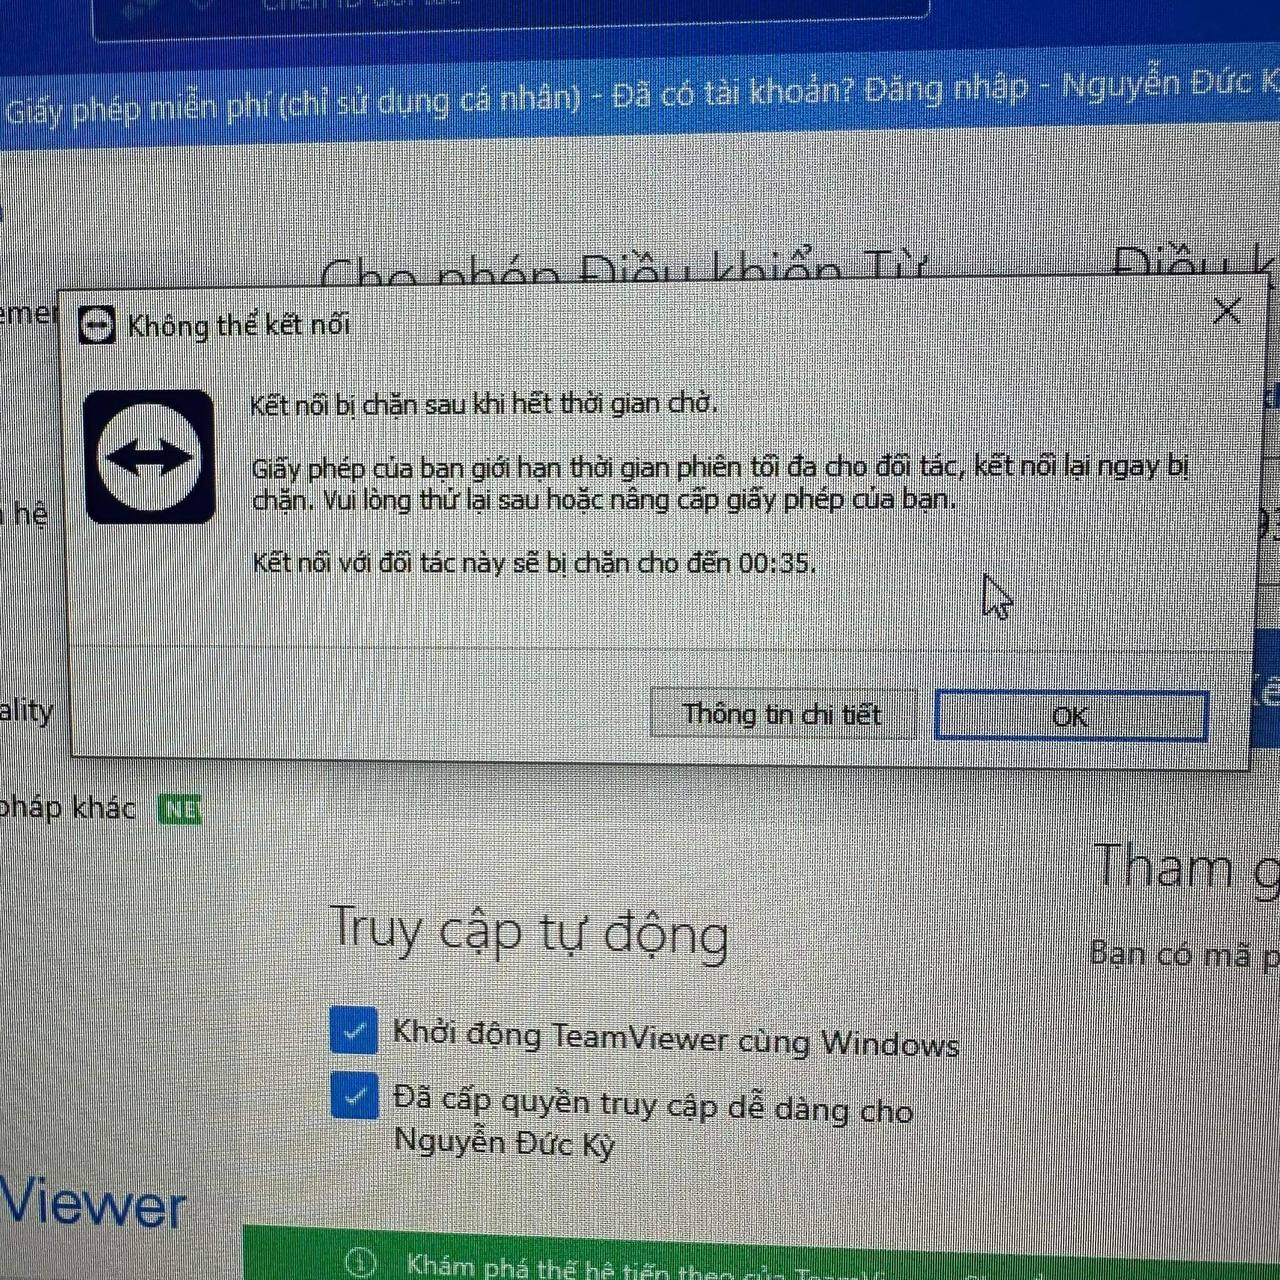 Giấy phép miễn phí (chỉ sử dụng cá nhân) - Đã có tài khoản? Đăng nhập - Nguyễn Đức K
Cho phép Điều khiển Từ
Điều k
Không thể kết nối
Kết nối bị chặn sau khi hết thời gian chờ.
Giấy phép của bạn giới hạn thời gian phiên tối đa cho đối tác, kết nối lại ngay bị
chặn. Vui lòng thử lại sau hoặc nâng cấp giấy phép của bạn.
hệ
Kết nối với đối tác này sẽ bị chặn cho đến 00:35.
Thông tin chi tiết
OK
ality
pháp khác NE
Tham g
Truy cập tự động
Bạn có mã p
Khởi động TeamViewer cùng Windows
Đã cấp quyền truy cập dễ dàng cho
Nguyễn Đức Kỳ
Viewer
Khám phá thế hệ tiếp theo của TeamVi